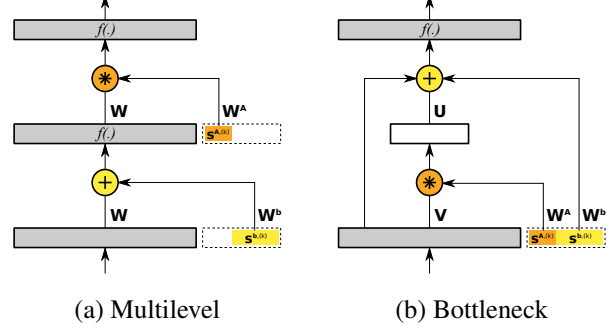 f(.)
f(.)
+
*
+
*
W
W^A
U
f(.)
s^A,(k)
W
W^b
V
W^A
W^b
s^b,(k)
s^A,(k)
s^b,(k)
(a) Multilevel
(b) Bottleneck